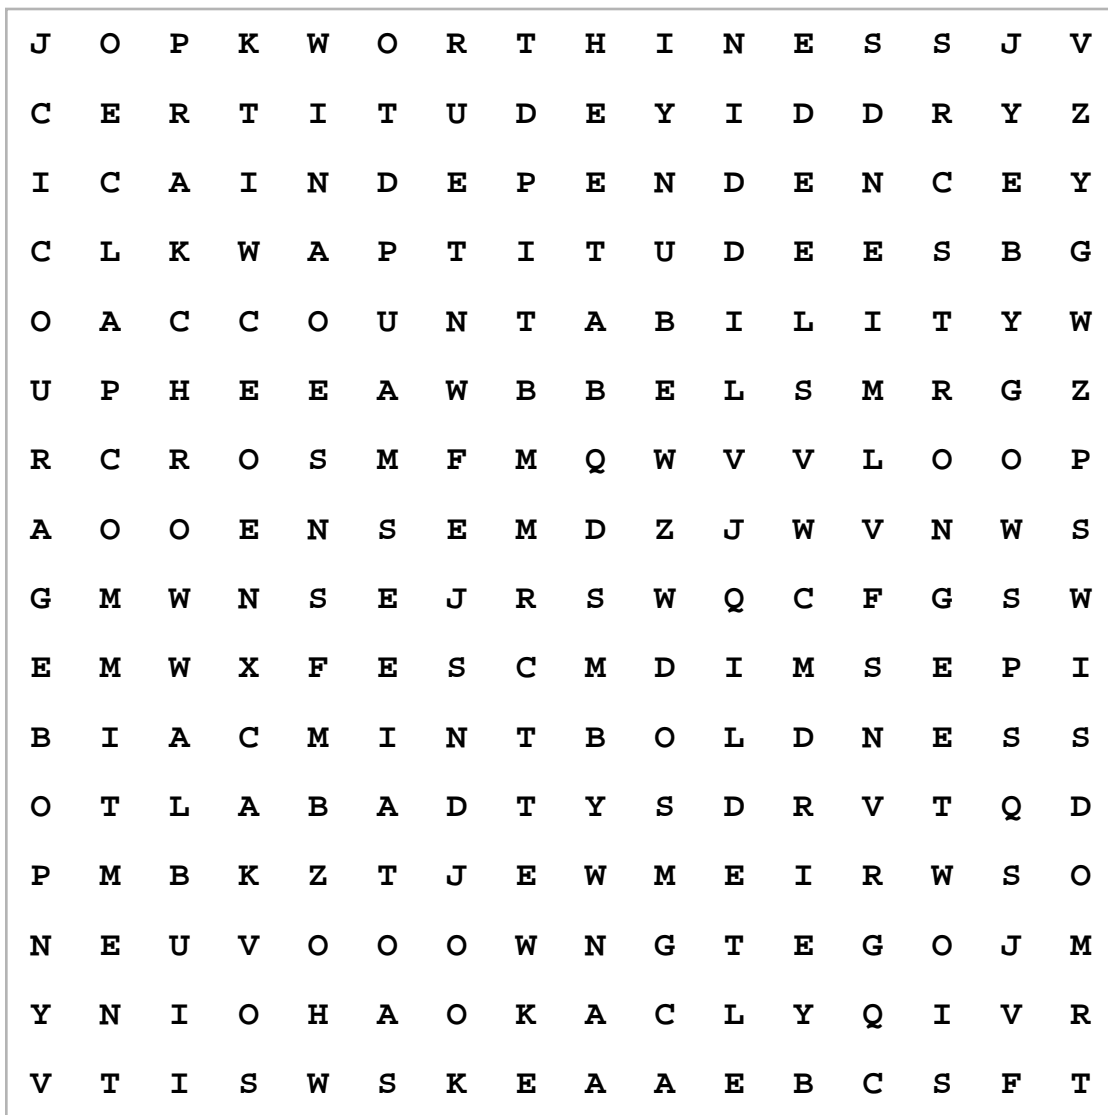 J O P K W O R T H I N E S S J V
C E R T I T U D E Y I D D R Y Z
I C A I N D E P E N D E N C E Y
C L K W A P T I T U D E E S B G
O A C C O U N T A B I L I T Y W
U P H E E A W B B E L S M R G Z
R C R O S M F M Q W V V L O O P
A O O E N S E M D Z J W V N W S
G M W N S E J R S W Q C F G S W
E M W X F E S C M D I M S E P I
B I A C M I N T B O L D N E S S
O T L A B A D T Y S D R V T Q D
P M B K Z T J E W M E I R W S O
N E U V O O O W N G T E G O J M
Y N I O H A O K A C L Y Q I V R
V T I S W S K E A A E B C S F T